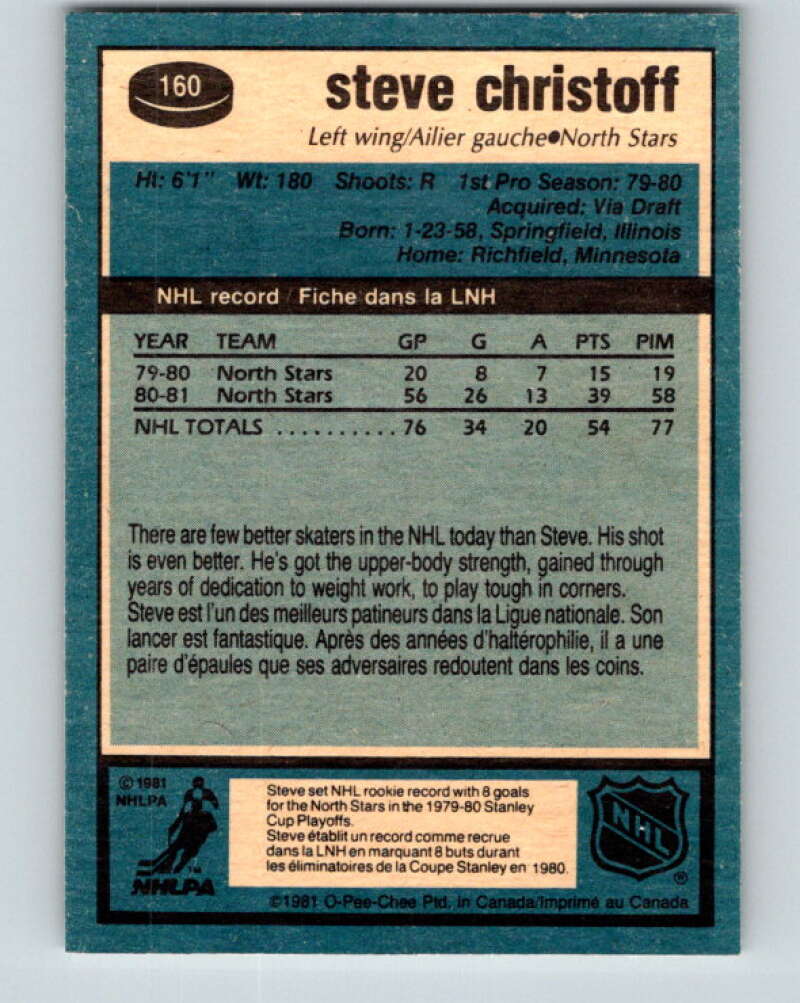 160
steve christoff
Left wing/Ailier gauche●North Stars
Ht: 6'1" Wt: 180 Shoots: R 1st Pro Season: 79-80
Acquired: Via Draft
Born: 1-23-58, Springfield, Illinois
Home: Richfield, Minnesota
NHL record / Fiche dans la LNH
YEAR TEAM GP G A PTS PIM
79-80 North Stars 20 8 7 15 19
80-81 North Stars 56 26 13 39 58
NHL TOTALS .......... 76 34 20 54 77
There are few better skaters in the NHL today than Steve. His shot
is even better. He's got the upper-body strength, gained through
years of dedication to weight work, to play tough in corners.
Steve est l'un des meilleurs patineurs dans la Ligue nationale. Son
lancer est fantastique. Après des années d'haltérophilie, il a une
paire d'épaules que ses adversaires redoutent dans les coins.
©1981
NHLPA
TM
NHLPA
Steve set NHL rookie record with 8 goals
for the North Stars in the 1979-80 Stanley
Cup Playoffs.
Steve établit un record comme recrue
dans la LNH en marquant 8 buts durant
les éliminatoires de la Coupe Stanley en 1980.
NHL
®
©1981 O-Pee-Chee Ptd. in Canada/Imprimé au Canada